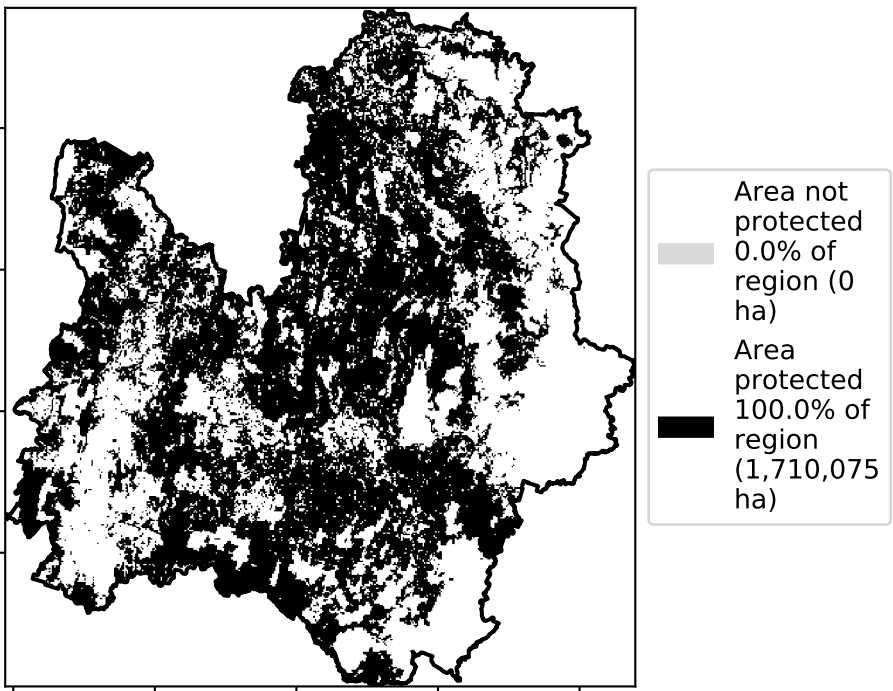 Area not
protected
0.0% of
region (0
ha)
Area
protected
100.0% of
region
(1,710,075
ha)